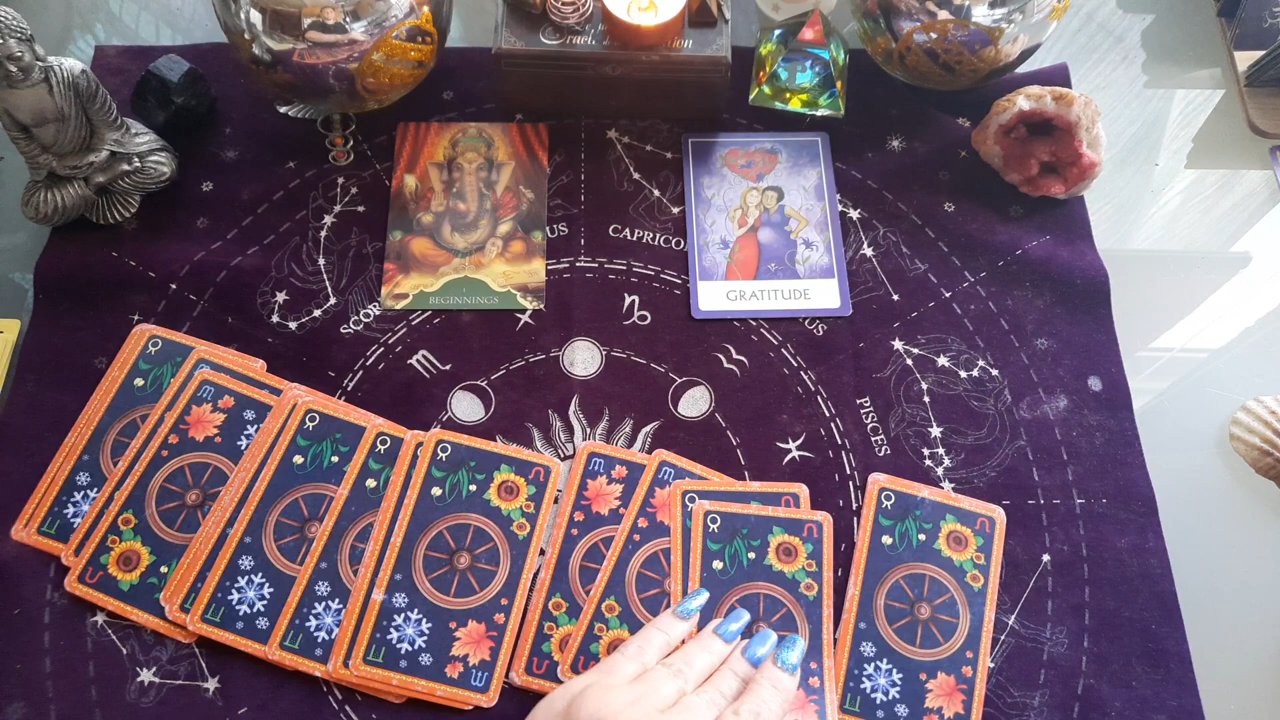 CAPRICO
US
SCOR
US
BEGINNINGS
GRATITUDE
PISCES